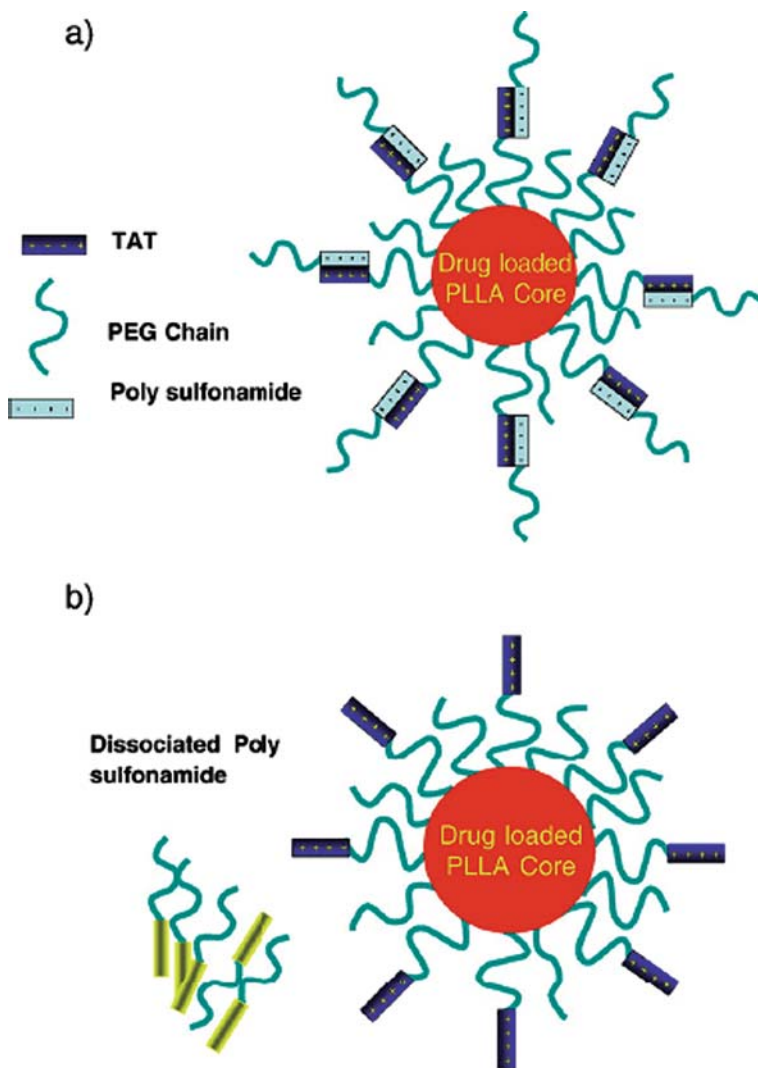 a)
Drug loaded
PLLA Core
TAT
PEG Chain
Poly sulfonamide
b)
Dissociated Poly
sulfonamide
Drug loaded
PLLA Core